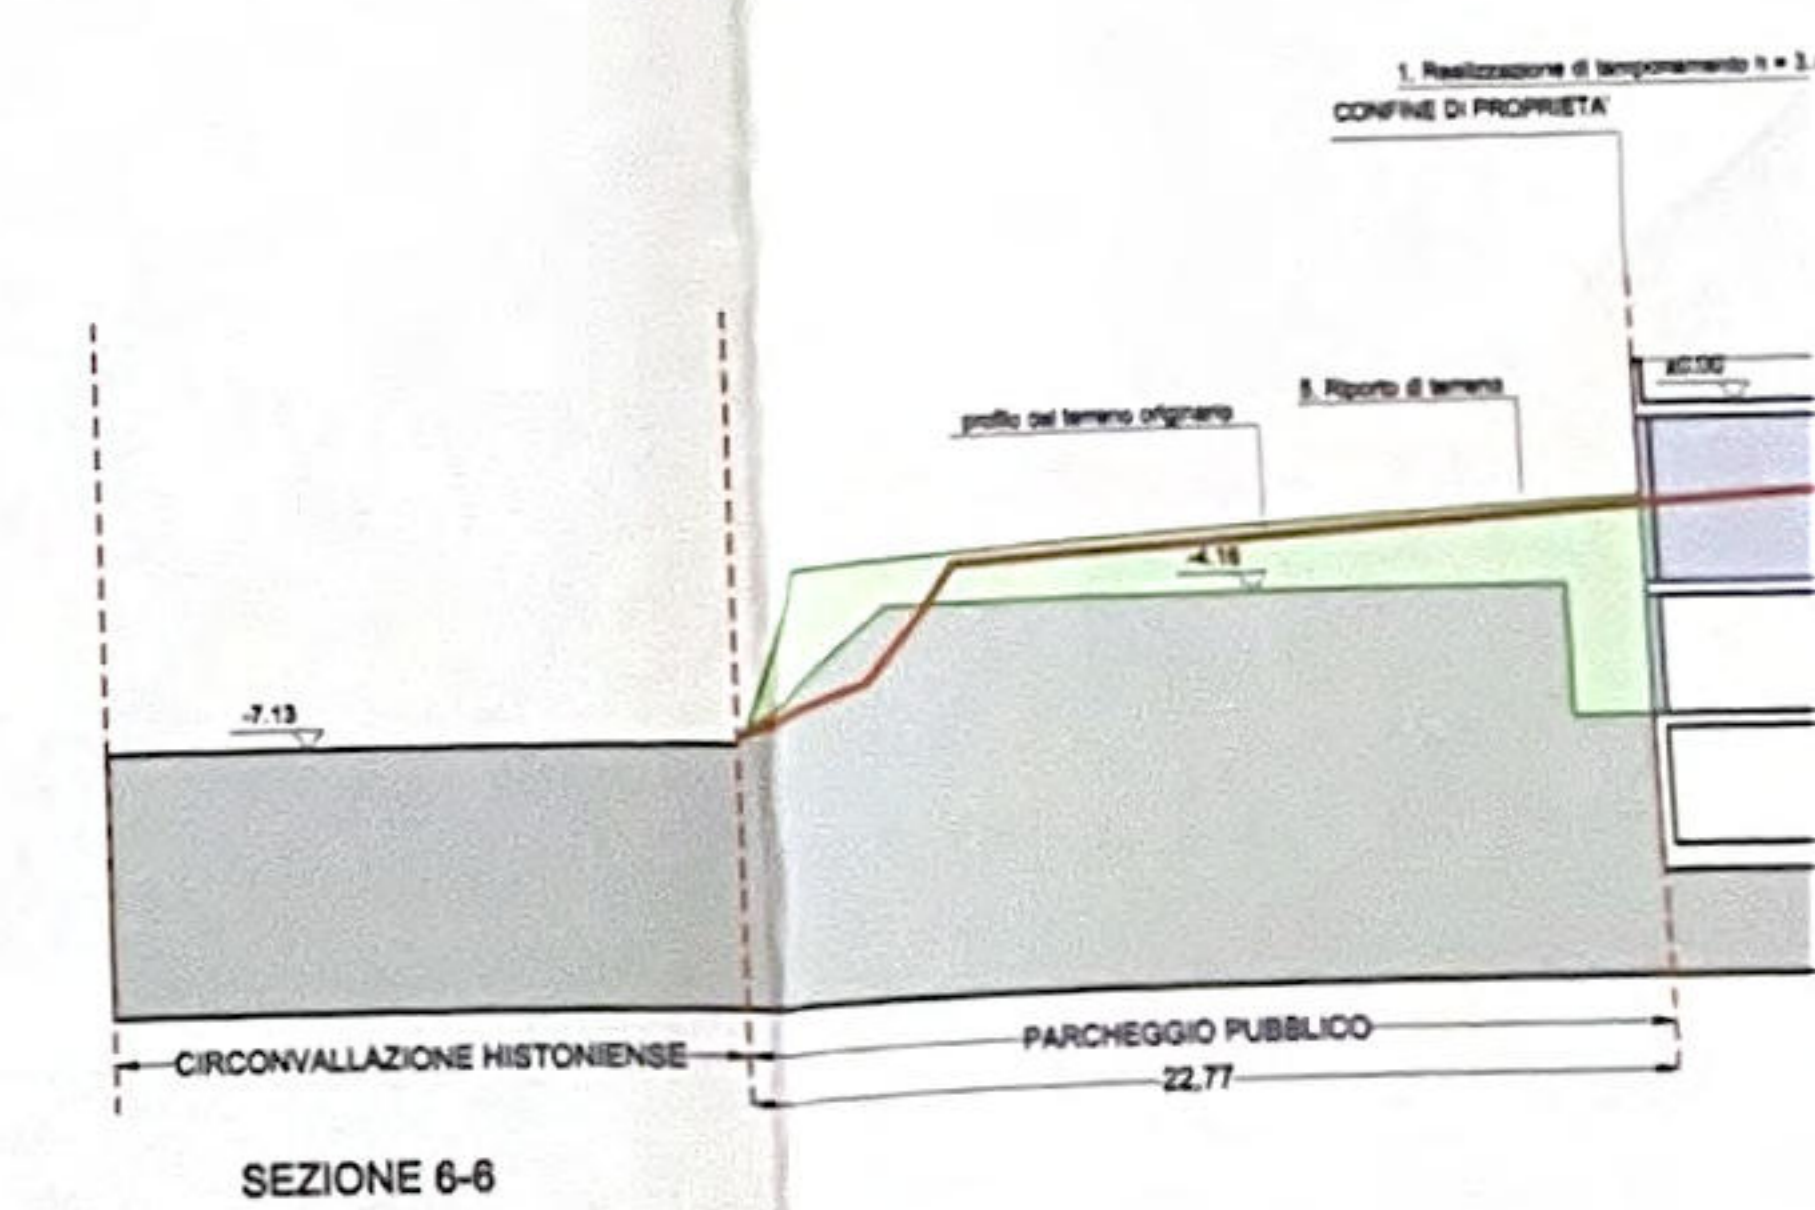 1. Realizzazione di tamponamento h = 3.
CONFINE DI PROPRIETA'
±0.00
5. Riporto di terreno
profilo del terreno originario
-4.18
-7.13
CIRCONVALLAZIONE HISTONIENSE
PARCHEGGIO PUBBLICO
22,77
SEZIONE 6-6